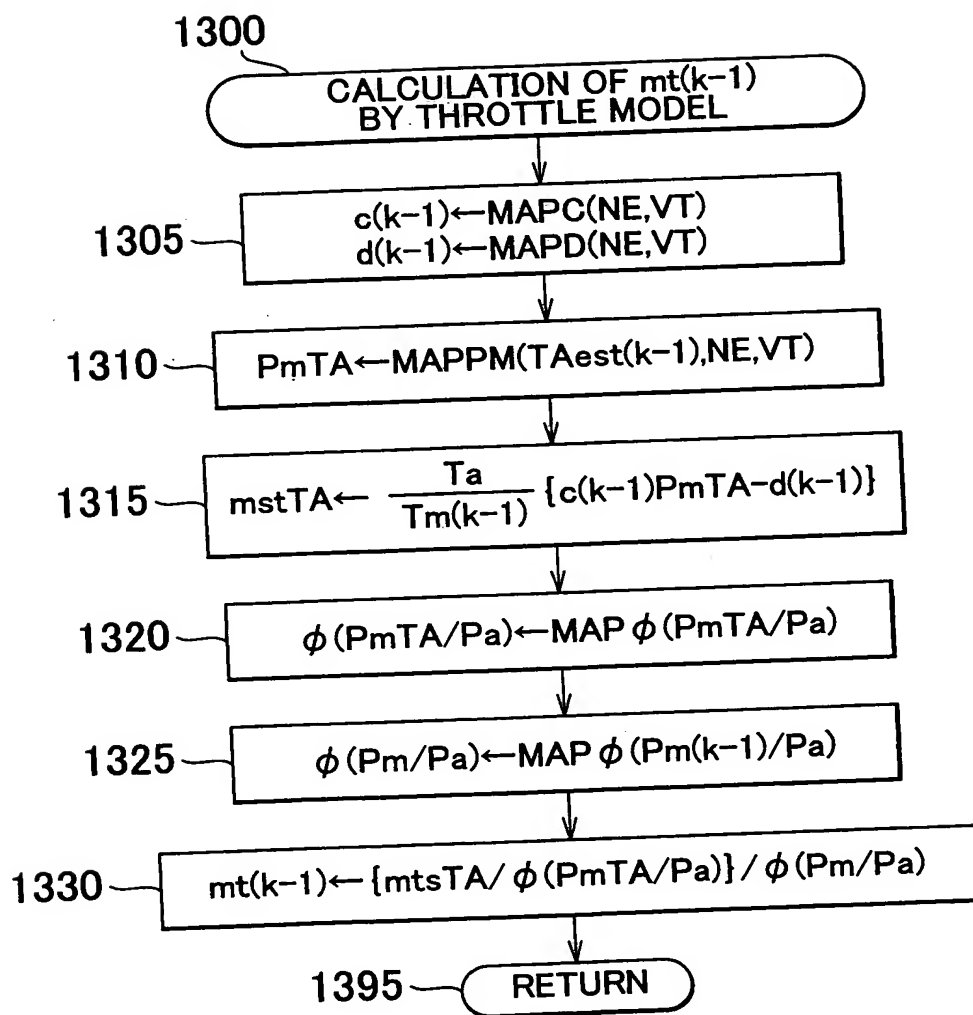 1300
CALCULATION OF mt(k-1)
BY THROTTLE MODEL
1305
c(k-1)←MAPC(NE,VT)
d(k-1)←MAPD(NE,VT)
1310
PmTA←MAPPM(TAest(k-1),NE,VT)
1315
mstTA← Ta/Tm(k-1) {c(k-1)PmTA-d(k-1)}
1320
φ(PmTA/Pa)←MAP φ(PmTA/Pa)
1325
φ(Pm/Pa)←MAP φ(Pm(k-1)/Pa)
1330
mt(k-1)←{mtsTA/φ(PmTA/Pa)}/φ(Pm/Pa)
1395
RETURN